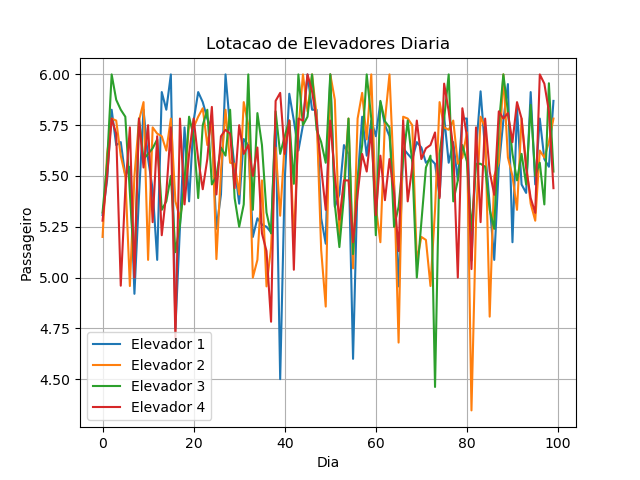 Lotacao de Elevadores Diaria
Passageiro
6.00
5.75
5.50
5.25
5.00
4.75
4.50
Elevador 1
Elevador 2
Elevador 3
Elevador 4
0 20 40 60 80 100
Dia